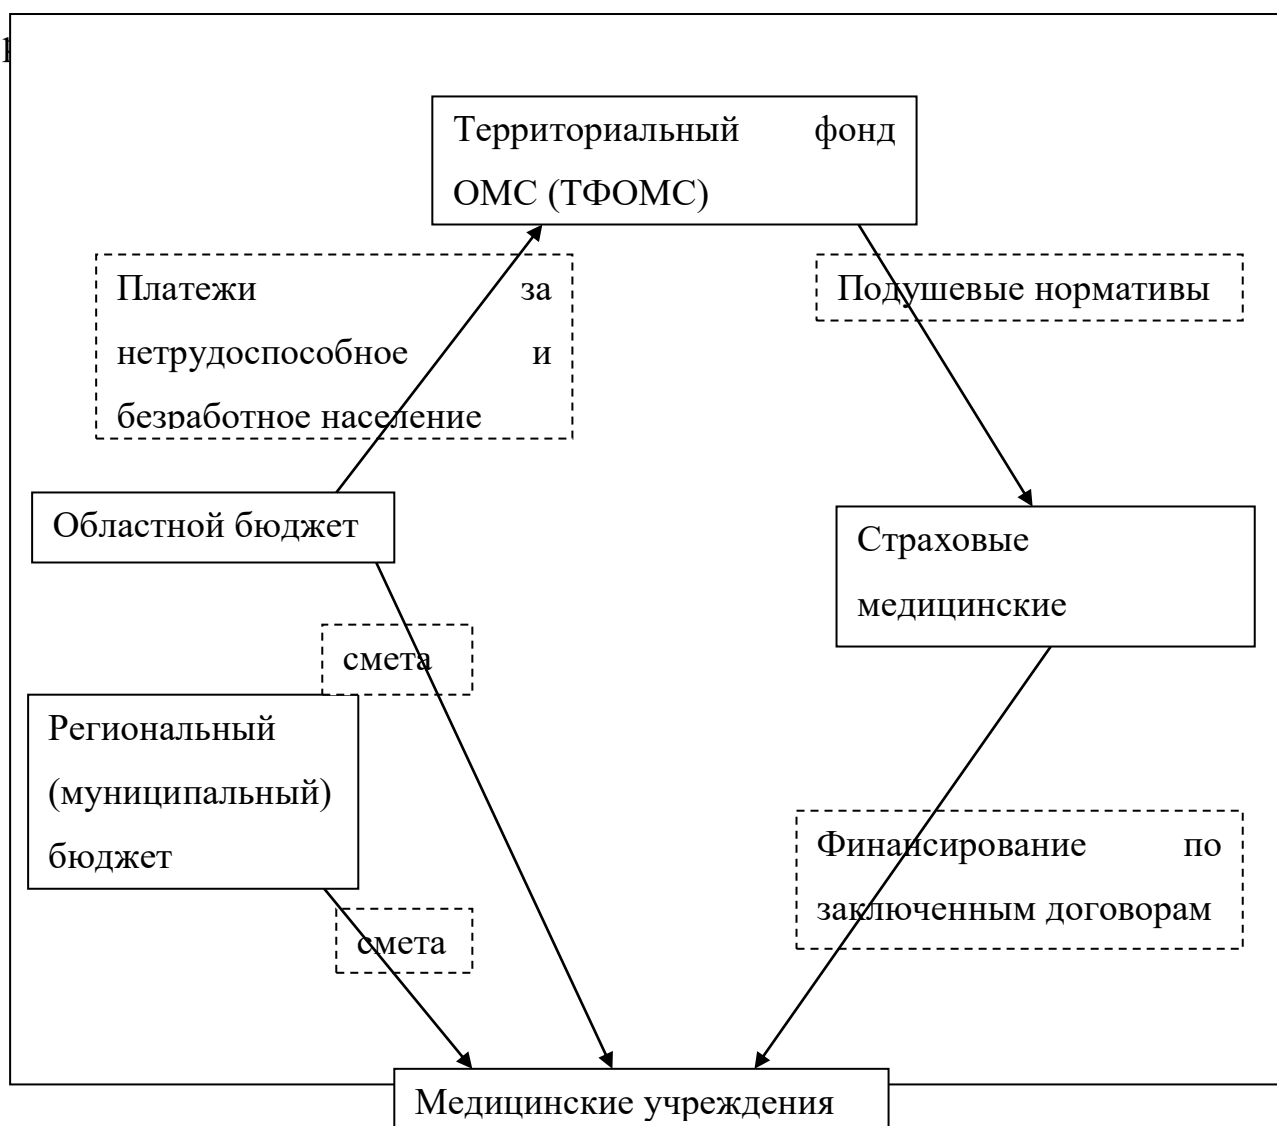 Территориальный фонд
ОМС (ТФОМС)
Платежи за
нетрудоспособное и
безработное население
Подушевые нормативы
Областной бюджет
Страховые
медицинские
смета
Региональный
(муниципальный)
бюджет
Финансирование по
заключенным договорам
смета
Медицинские учреждения